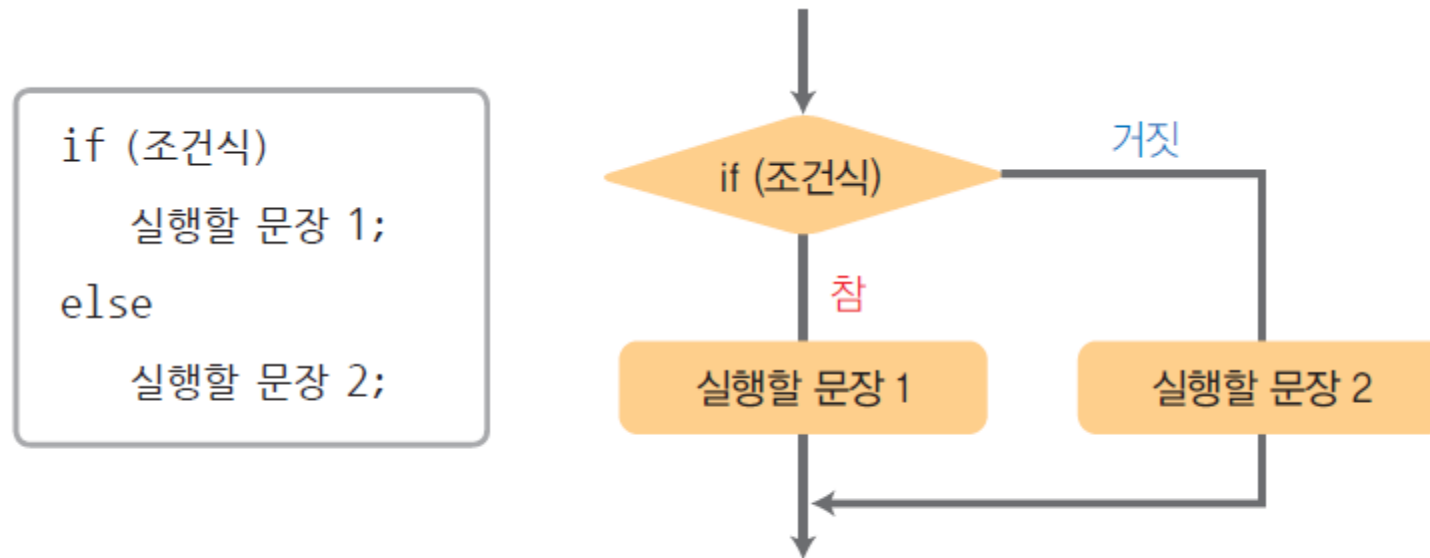 if (조건식)
실행할 문장 1;
else
실행할 문장 2;
if (조건식)
거짓
참
실행할 문장 1
실행할 문장 2